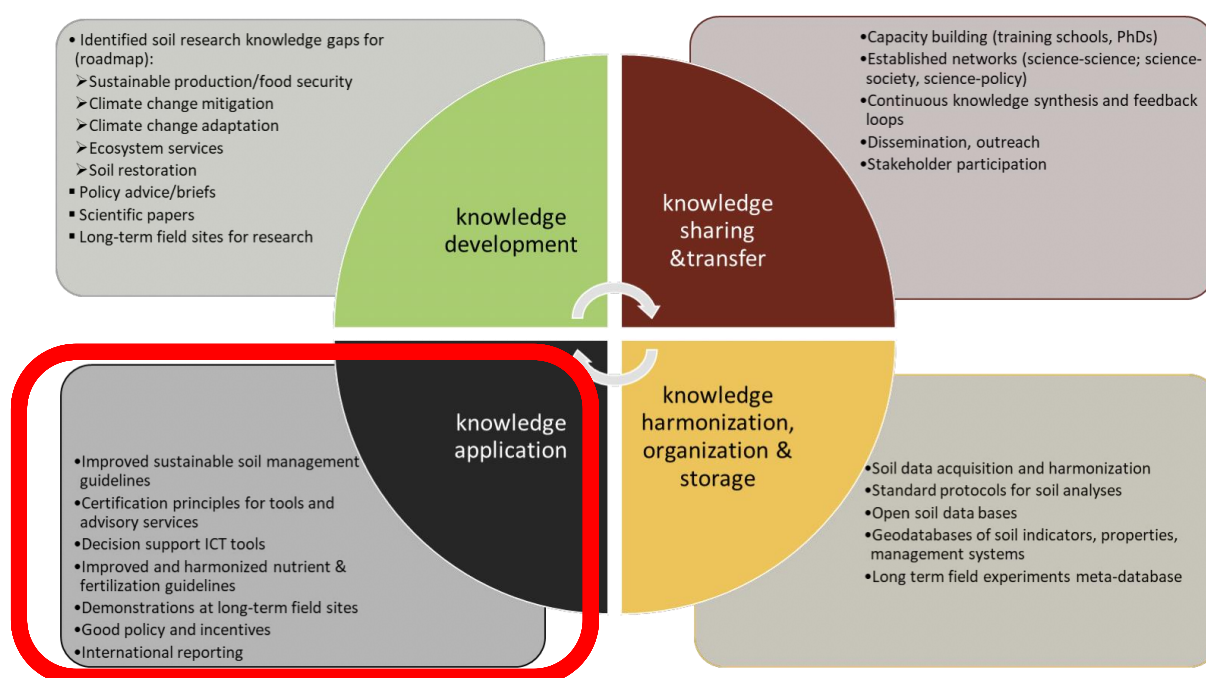 • Identified soil research knowledge gaps for
(roadmap):
➢Sustainable production/food security
➢Climate change mitigation
➢Climate change adaptation
➢Ecosystem services
➢Soil restoration
▪ Policy advice/briefs
▪ Scientific papers
▪ Long-term field sites for research
knowledge
development
knowledge
sharing
&transfer
•Capacity building (training schools, PhDs)
•Established networks (science-science; science-
society, science-policy)
•Continuous knowledge synthesis and feedback
loops
•Dissemination, outreach
•Stakeholder participation
knowledge
application
•Improved sustainable soil management
guidelines
•Certification principles for tools and
advisory services
•Decision support ICT tools
•Improved and harmonized nutrient &
fertilization guidelines
•Demonstrations at long-term field sites
•Good policy and incentives
•International reporting
knowledge
harmonization,
organization &
storage
•Soil data acquisition and harmonization
•Standard protocols for soil analyses
•Open soil data bases
•Geodatabases of soil indicators, properties,
management systems
•Long term field experiments meta-database